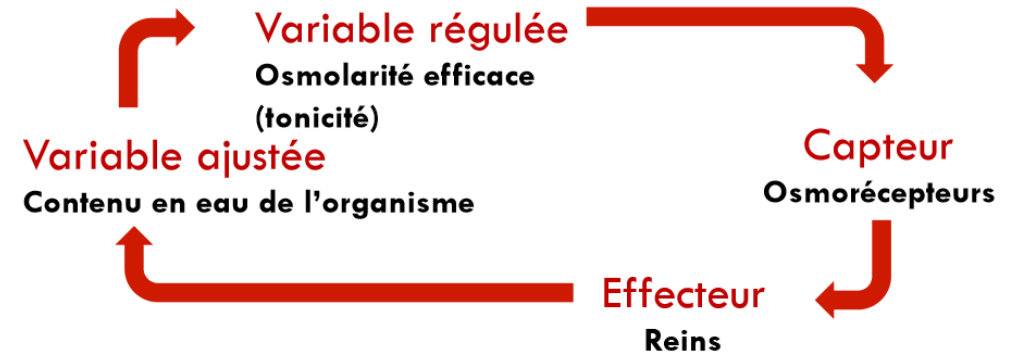 Variable régulée
Osmolarité efficace
(tonicité)
Variable ajustée
Contenu en eau de l’organisme
Capteur
Osmorécepteurs
Effecteur
Reins